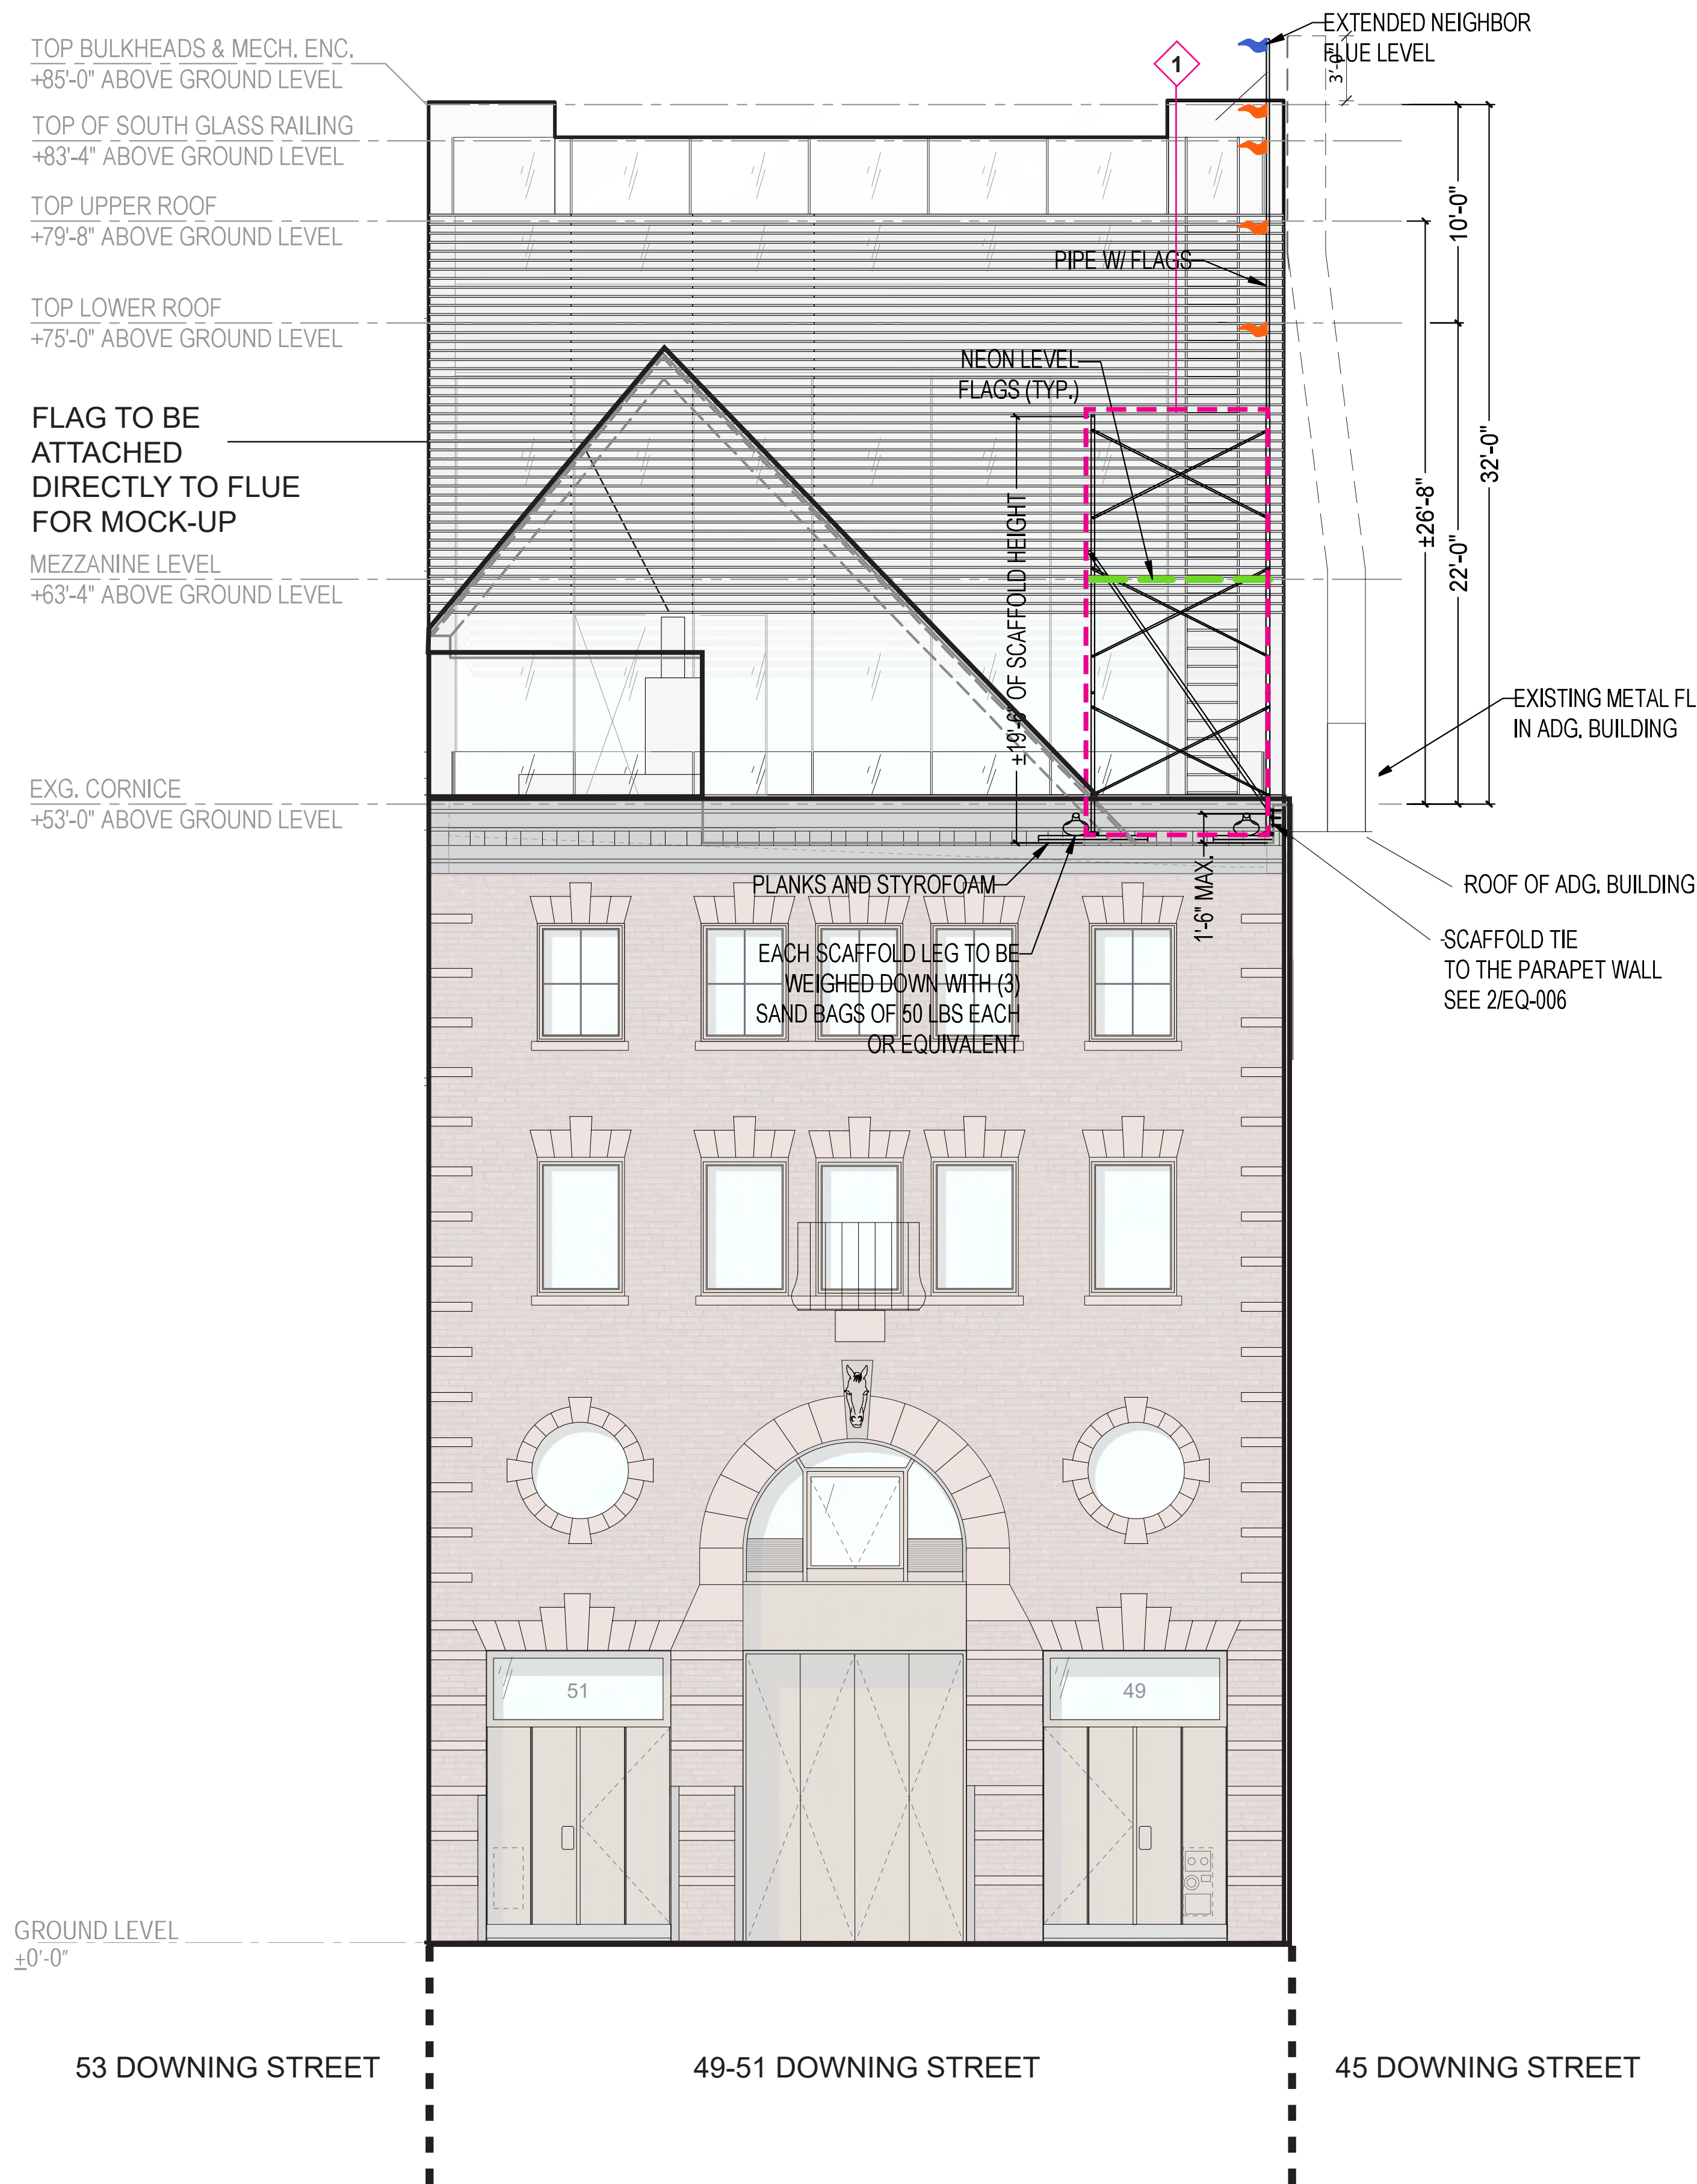 EXTENDED NEIGHBOR
FLUE LEVEL
3'-0"
1
TOP BULKHEADS & MECH. ENC.
+85'-0" ABOVE GROUND LEVEL
TOP OF SOUTH GLASS RAILING
+83'-4" ABOVE GROUND LEVEL
TOP UPPER ROOF
+79'-8" ABOVE GROUND LEVEL
10'-0"
PIPE W/ FLAGS
TOP LOWER ROOF
+75'-0" ABOVE GROUND LEVEL
NEON LEVEL
FLAGS (TYP.)
FLAG TO BE
ATTACHED
DIRECTLY TO FLUE
FOR MOCK-UP
32'-0"
±26'-8"
22'-0"
±19'-6" OF SCAFFOLD HEIGHT
MEZZANINE LEVEL
+63'-4" ABOVE GROUND LEVEL
EXISTING METAL FL
IN ADG. BUILDING
EXG. CORNICE
+53'-0" ABOVE GROUND LEVEL
PLANKS AND STYROFOAM
1'-6" MAX.
ROOF OF ADG. BUILDING
EACH SCAFFOLD LEG TO BE
WEIGHED DOWN WITH (3)
SAND BAGS OF 50 LBS EACH
OR EQUIVALENT
SCAFFOLD TIE
TO THE PARAPET WALL
SEE 2/EQ-006
51
49
GROUND LEVEL
±0'-0"
53 DOWNING STREET
49-51 DOWNING STREET
45 DOWNING STREET